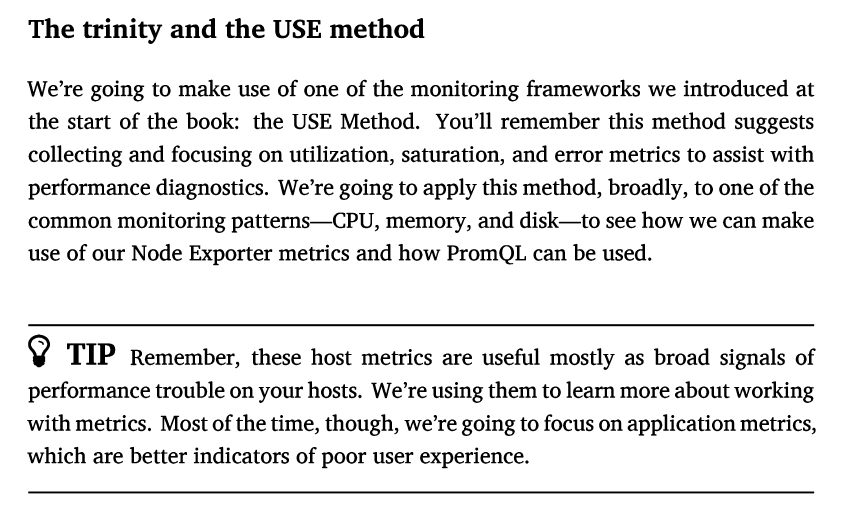 The trinity and the USE method
We're going to make use of one of the monitoring frameworks we introduced at
the start of the book: the USE Method. You'll remember this method suggests
collecting and focusing on utilization, saturation, and error metrics to assist with
performance diagnostics. We're going to apply this method, broadly, to one of the
common monitoring patterns—CPU, memory, and disk—to see how we can make
use of our Node Exporter metrics and how PromQL can be used.
TIP Remember, these host metrics are useful mostly as broad signals of
performance trouble on your hosts. We're using them to learn more about working
with metrics. Most of the time, though, we're going to focus on application metrics,
which are better indicators of poor user experience.